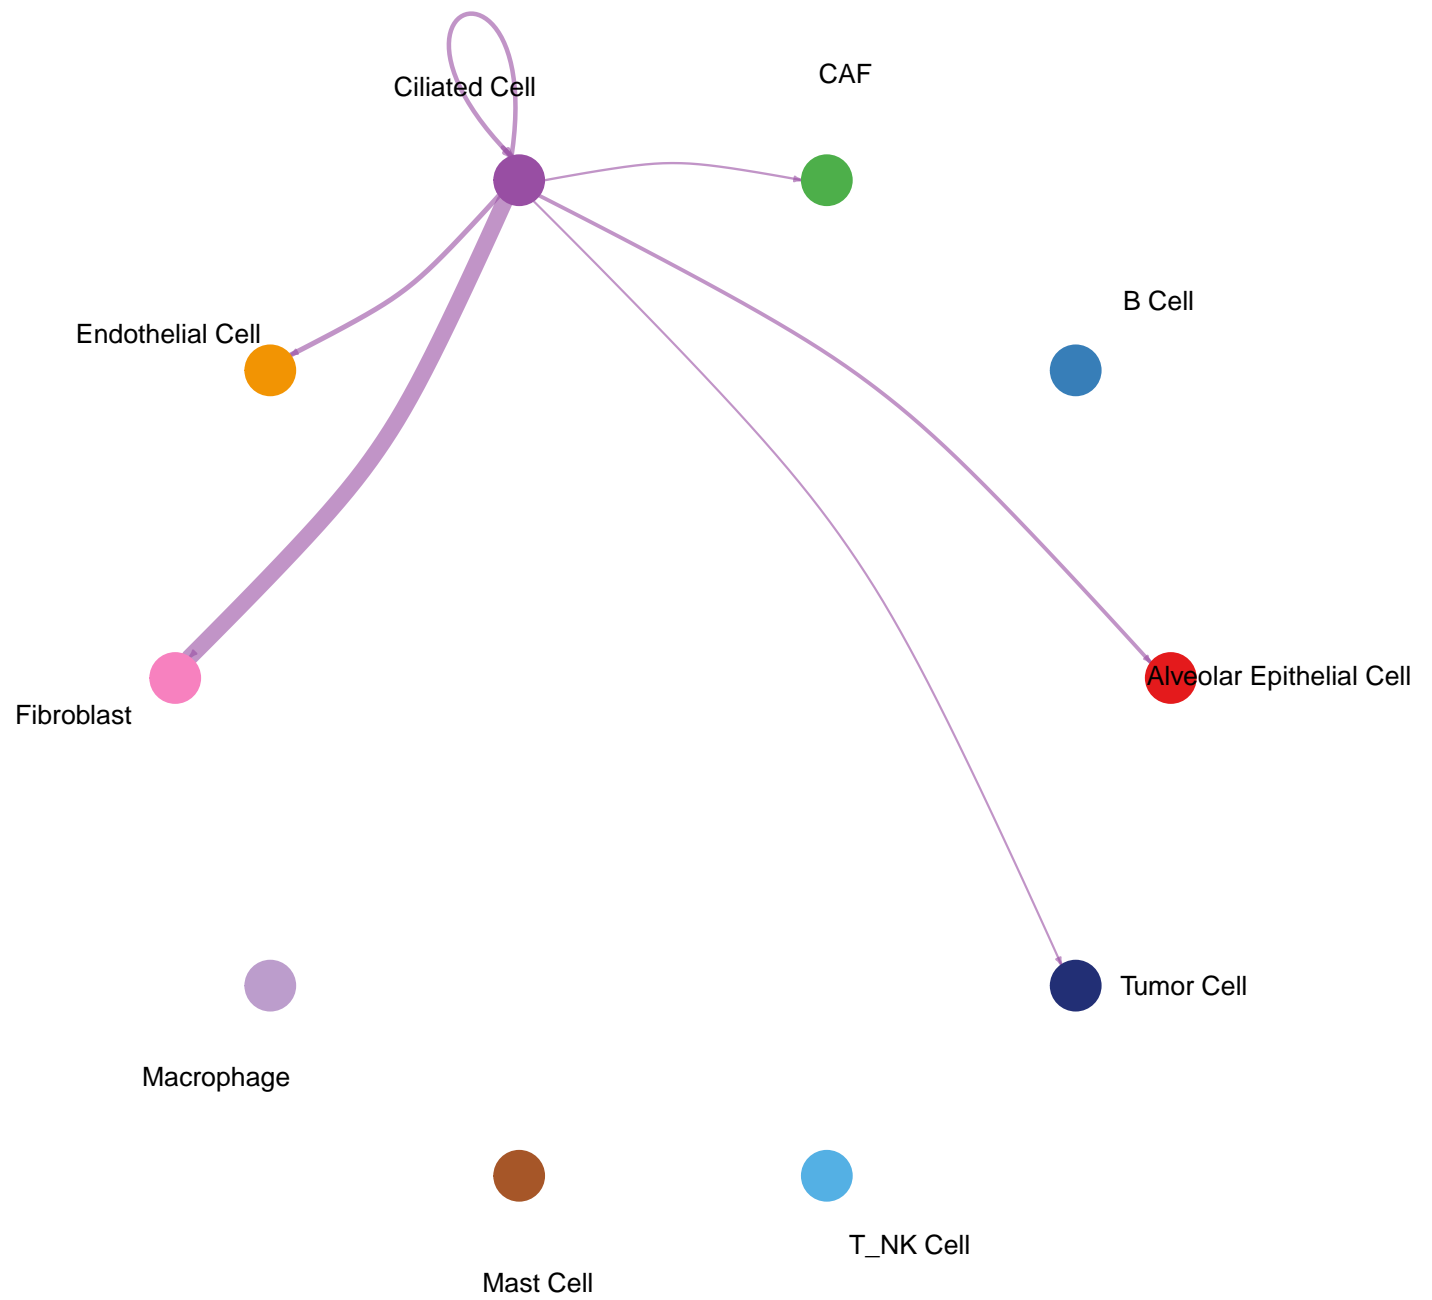 CAF
Ciliated Cell
B Cell
Endothelial Cell
Alveolar Epithelial Cell
Fibroblast
Tumor Cell
Macrophage
T_NK Cell
Mast Cell